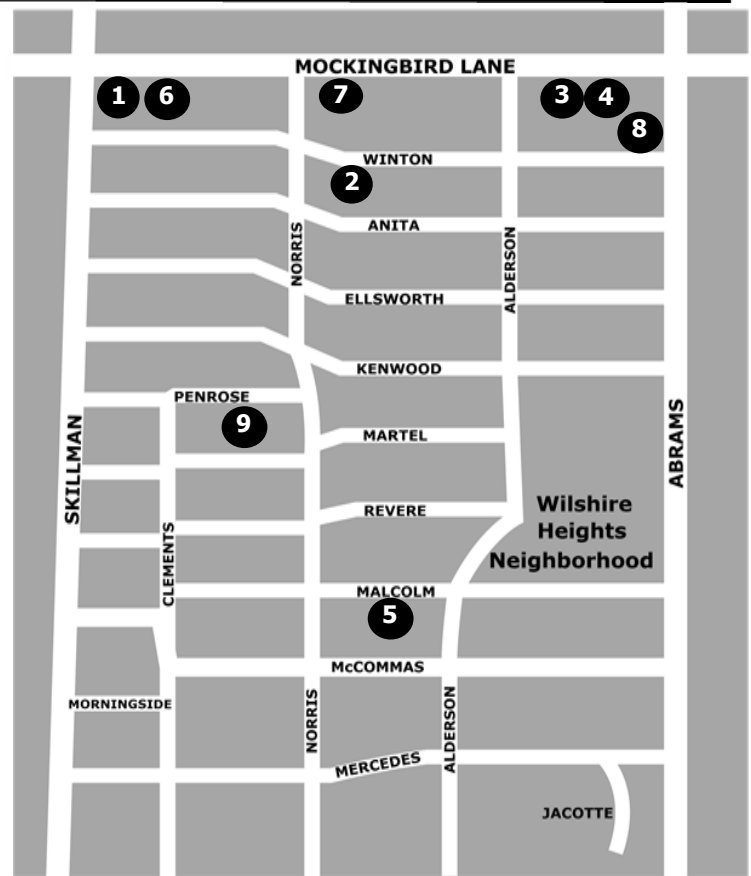 MOCKINGBIRD LANE
1 6 7 3 4
8
WINTON
2
ANITA
NORRIS
ALDERSON
ELLSWORTH
KENWOOD
PENROSE
9
MARTEL
SKILLMAN
ABRAMS
REVERE
Wilshire
Heights
Neighborhood
CLEMENTS
MALCOLM
5
McCOMMAS
MORNINGSIDE
NORRIS
ALDERSON
MERCEDES
JACOTTE